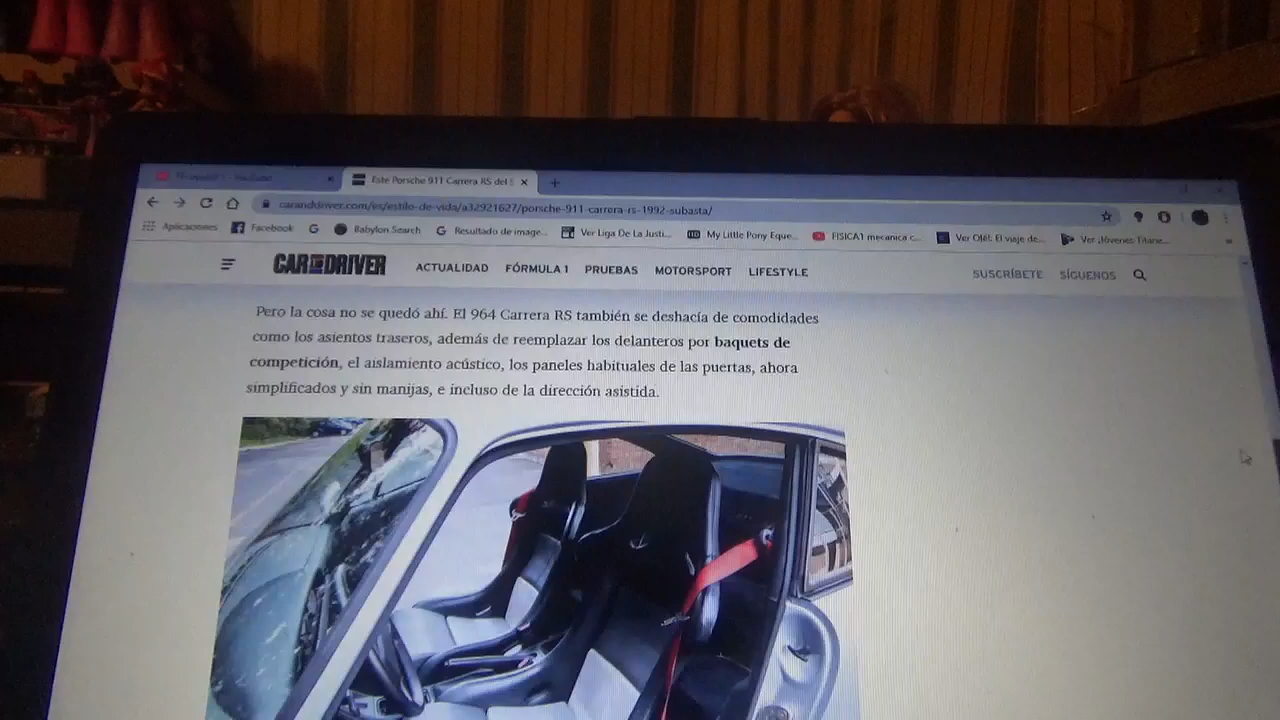 YouTube
Este Porsche 911 Carrera RS del
caranddriver.com/es/estilo-de-vida/a32921627/porsche-911-carrera-rs-1992-subasta/
Aplicaciones Facebook Babylon Search Resultado de image... Ver Liga De La Justi... My Little Pony Eque... FISICA1 mecanica c... Ver Olé!: El viaje de... Ver ¡Jóvenes Titane...
CAR AND DRIVER ACTUALIDAD FÓRMULA 1 PRUEBAS MOTORSPORT LIFESTYLE SUSCRÍBETE SÍGUENOS
Pero la cosa no se quedó ahí. El 964 Carrera RS también se deshacía de comodidades
como los asientos traseros, además de reemplazar los delanteros por baquets de
competición, el aislamiento acústico, los paneles habituales de las puertas, ahora
simplificados y sin manijas, e incluso de la dirección asistida.